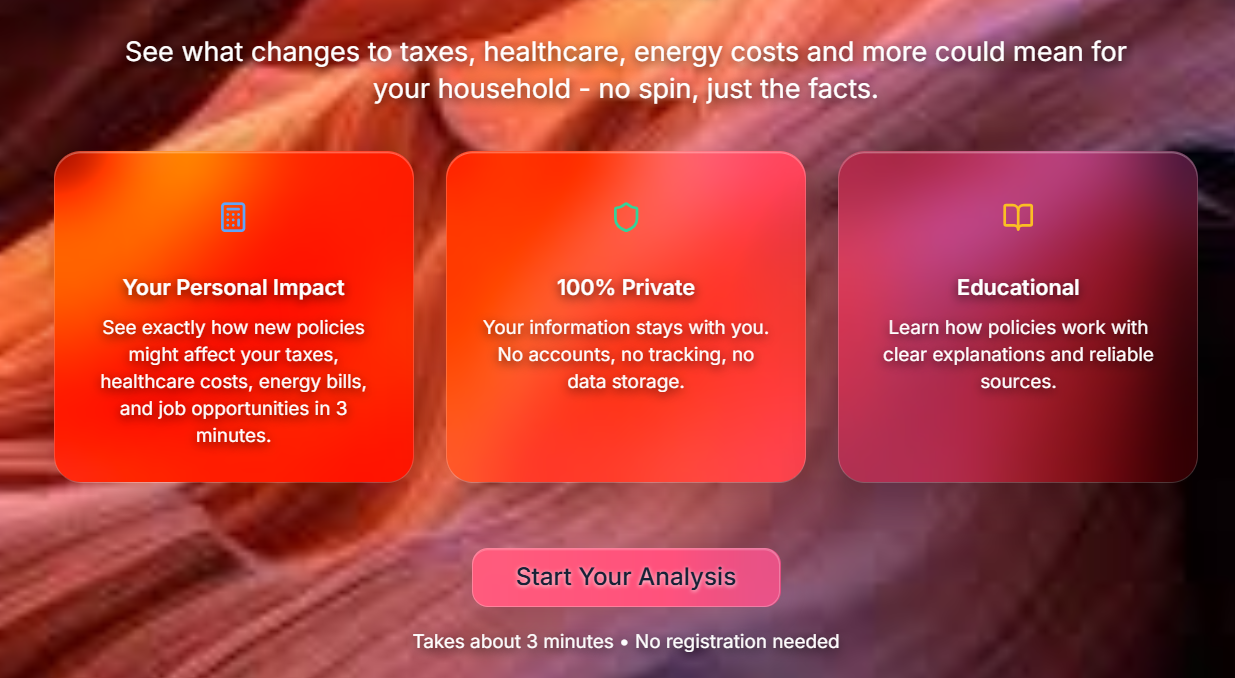 See what changes to taxes, healthcare, energy costs and more could mean for
your household - no spin, just the facts.
Your Personal Impact
See exactly how new policies
might affect your taxes,
healthcare costs, energy bills,
and job opportunities in 3
minutes.
100% Private
Your information stays with you.
No accounts, no tracking, no
data storage.
Educational
Learn how policies work with
clear explanations and reliable
sources.
Start Your Analysis
Takes about 3 minutes • No registration needed